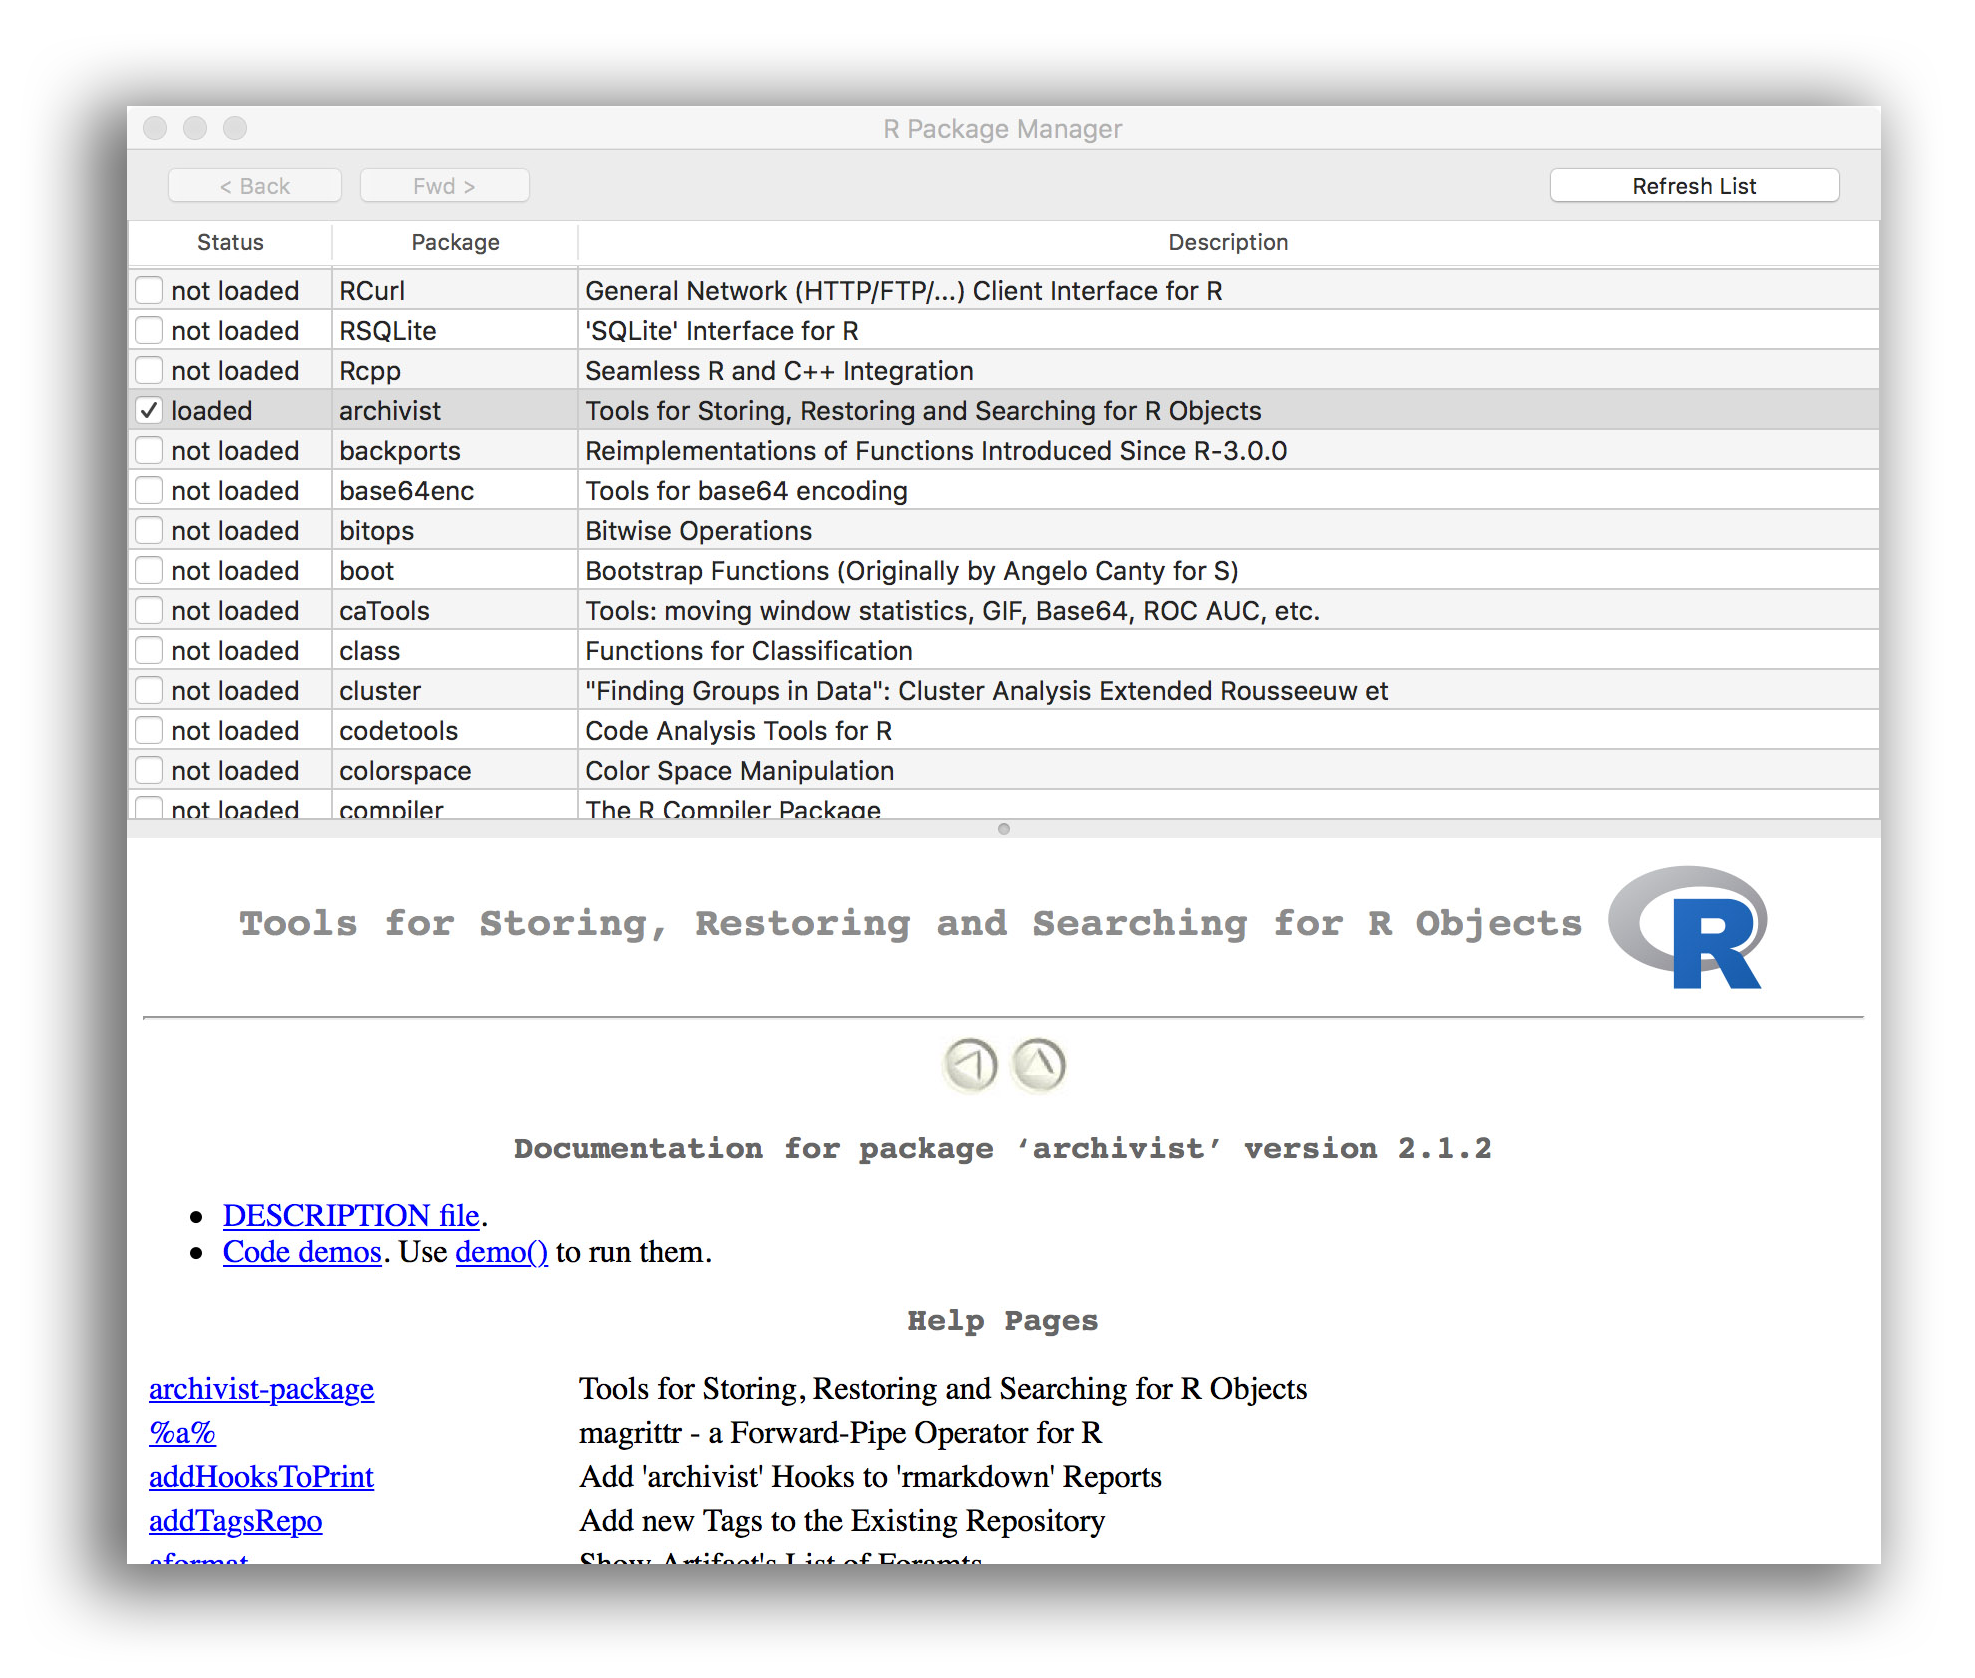 R Package Manager
< Back Fwd > Refresh List
Status Package Description
not loaded RCurl General Network (HTTP/FTP/...) Client Interface for R
not loaded RSQLite 'SQLite' Interface for R
not loaded Rcpp Seamless R and C++ Integration
loaded archivist Tools for Storing, Restoring and Searching for R Objects
not loaded backports Reimplementations of Functions Introduced Since R-3.0.0
not loaded base64enc Tools for base64 encoding
not loaded bitops Bitwise Operations
not loaded boot Bootstrap Functions (Originally by Angelo Canty for S)
not loaded caTools Tools: moving window statistics, GIF, Base64, ROC AUC, etc.
not loaded class Functions for Classification
not loaded cluster "Finding Groups in Data": Cluster Analysis Extended Rousseeuw et
not loaded codetools Code Analysis Tools for R
not loaded colorspace Color Space Manipulation
not loaded compiler The R Compiler Package
Tools for Storing, Restoring and Searching for R Objects R
Documentation for package ‘archivist’ version 2.1.2
DESCRIPTION file.
Code demos. Use demo() to run them.
Help Pages
archivist-package Tools for Storing, Restoring and Searching for R Objects
%a% magrittr - a Forward-Pipe Operator for R
addHooksToPrint Add 'archivist' Hooks to 'rmarkdown' Reports
addTagsRepo Add new Tags to the Existing Repository
aformat Show Artifact's List of Foramts